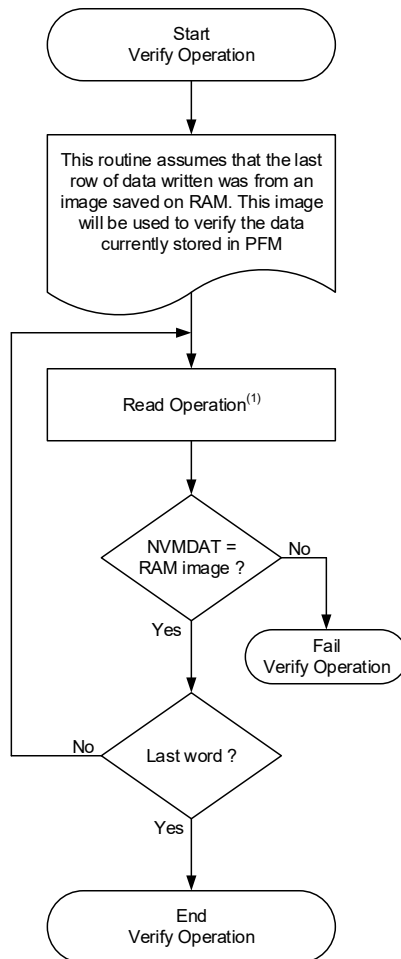 Start
Verify Operation
This routine assumes that the last
row of data written was from an
image saved on RAM. This image
will be used to verify the data
currently stored in PFM
Read Operation(1)
NVMDAT =
RAM image ?
No
Yes
Fail
Verify Operation
Last word ?
No
Yes
End
Verify Operation